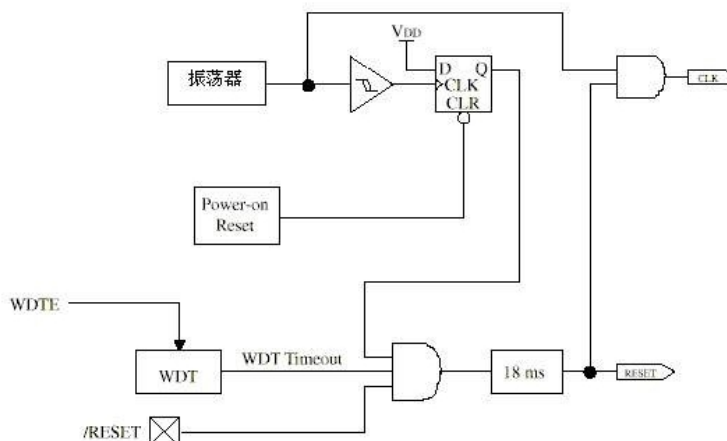 VDD
振荡器
D Q
CLK
CLR
CLK
Power-on
Reset
WDTE
WDT Timeout
WDT
18 ms
RESET
/RESET